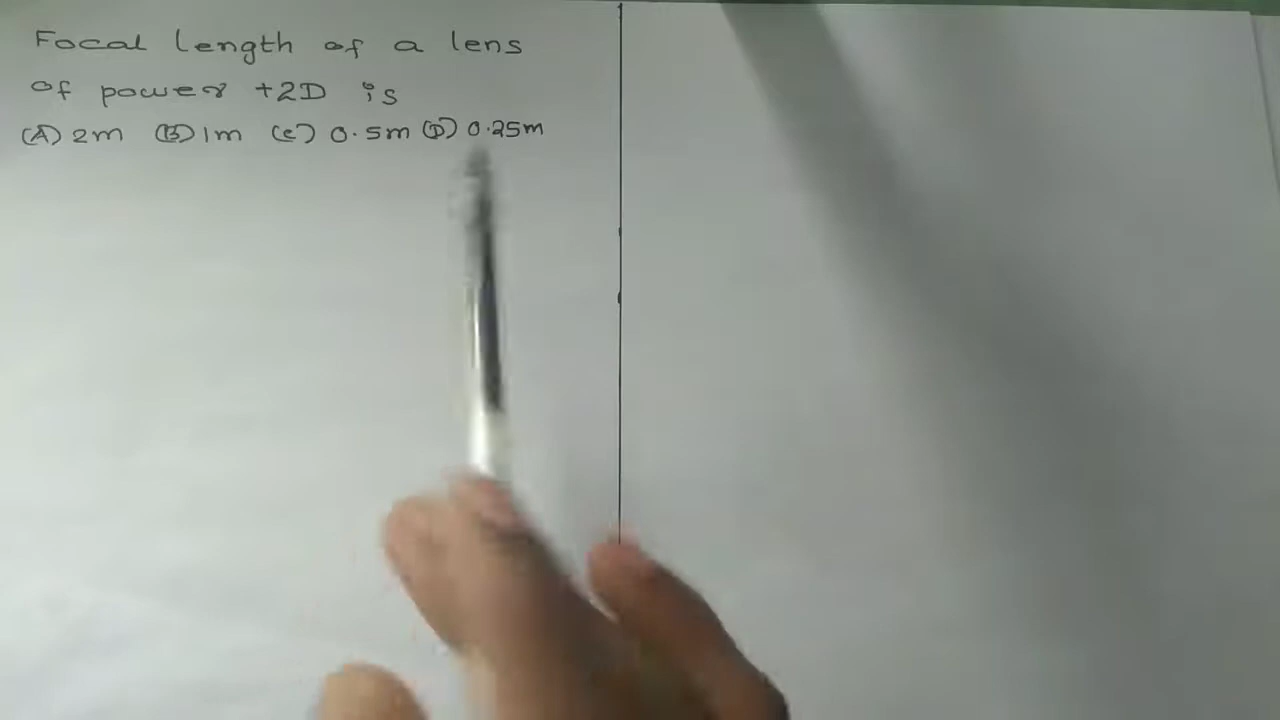 Focal length of a lens
of power +2D is
(A) 2m (B) 1m (C) 0.5m (D) 0.25m